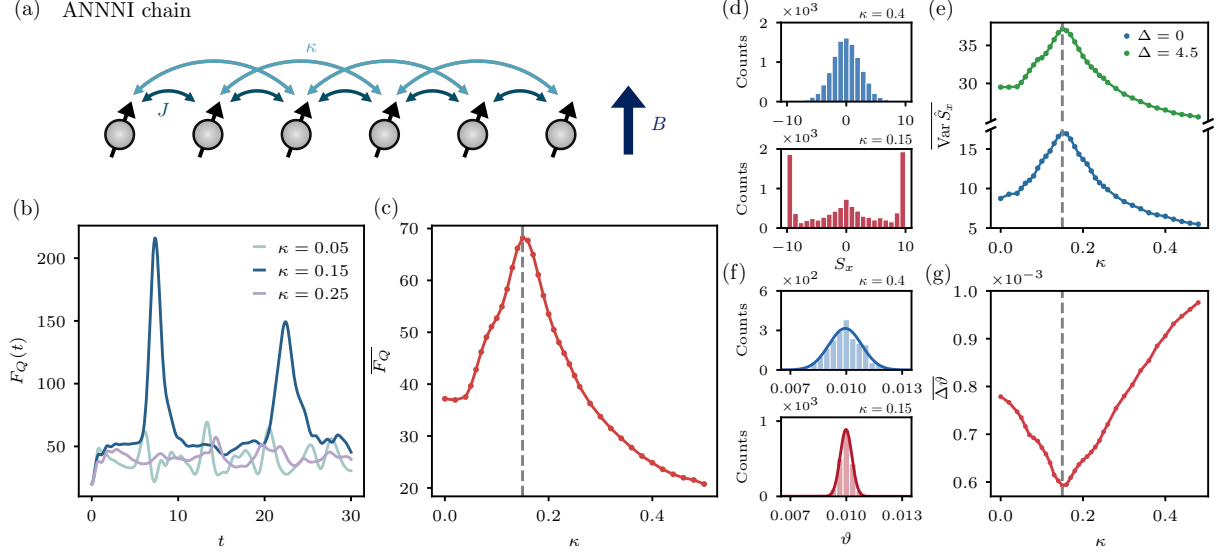 (a) ANNNI chain
κ
J
B
(b)
F_Q(t)
200
150
100
50
0
10
20
30
t
κ = 0.05
κ = 0.15
κ = 0.25
(c)
\overline{F_Q}
70
60
50
40
30
20
0.0
0.2
0.4
κ
(d)
×10³ κ = 0.4
Counts
2
1
0
−10 0 10
×10³ κ = 0.15
Counts
2
1
0
−10 0 10
S_x
(e)
\overline{Var Ŝ_x}
35
30
15
10
5
Δ = 0
Δ = 4.5
0.0 0.2 0.4
κ
(f)
×10² κ = 0.4
Counts
6
3
0
0.007 0.010 0.013
×10³ κ = 0.15
Counts
1
0
0.007 0.010 0.013
ϑ
(g)
×10⁻³
\overline{Δϑ}
1.0
0.9
0.8
0.7
0.6
0.0 0.2 0.4
κ